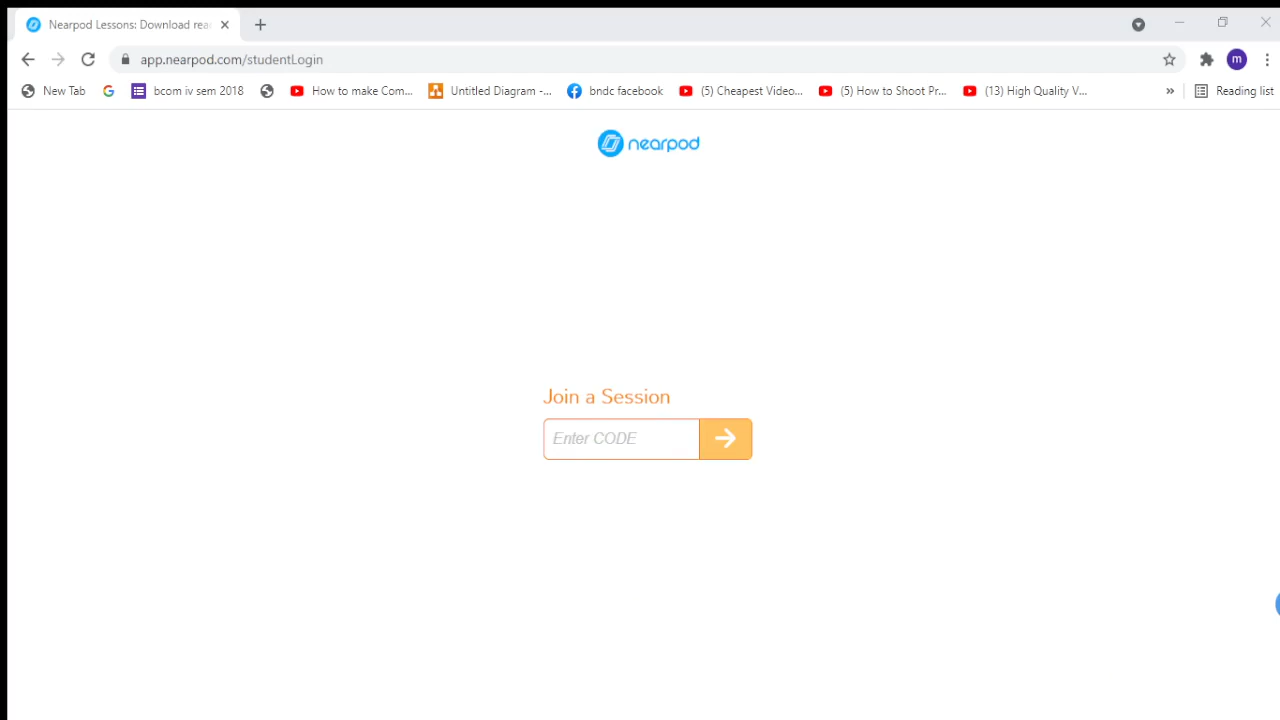 Nearpod Lessons: Download rea
app.nearpod.com/studentLogin
m
New Tab
bcom iv sem 2018
How to make Com...
Untitled Diagram -...
bndc facebook
(5) Cheapest Video...
(5) How to Shoot Pr...
(13) High Quality V...
»
Reading list
nearpod
Join a Session
Enter CODE